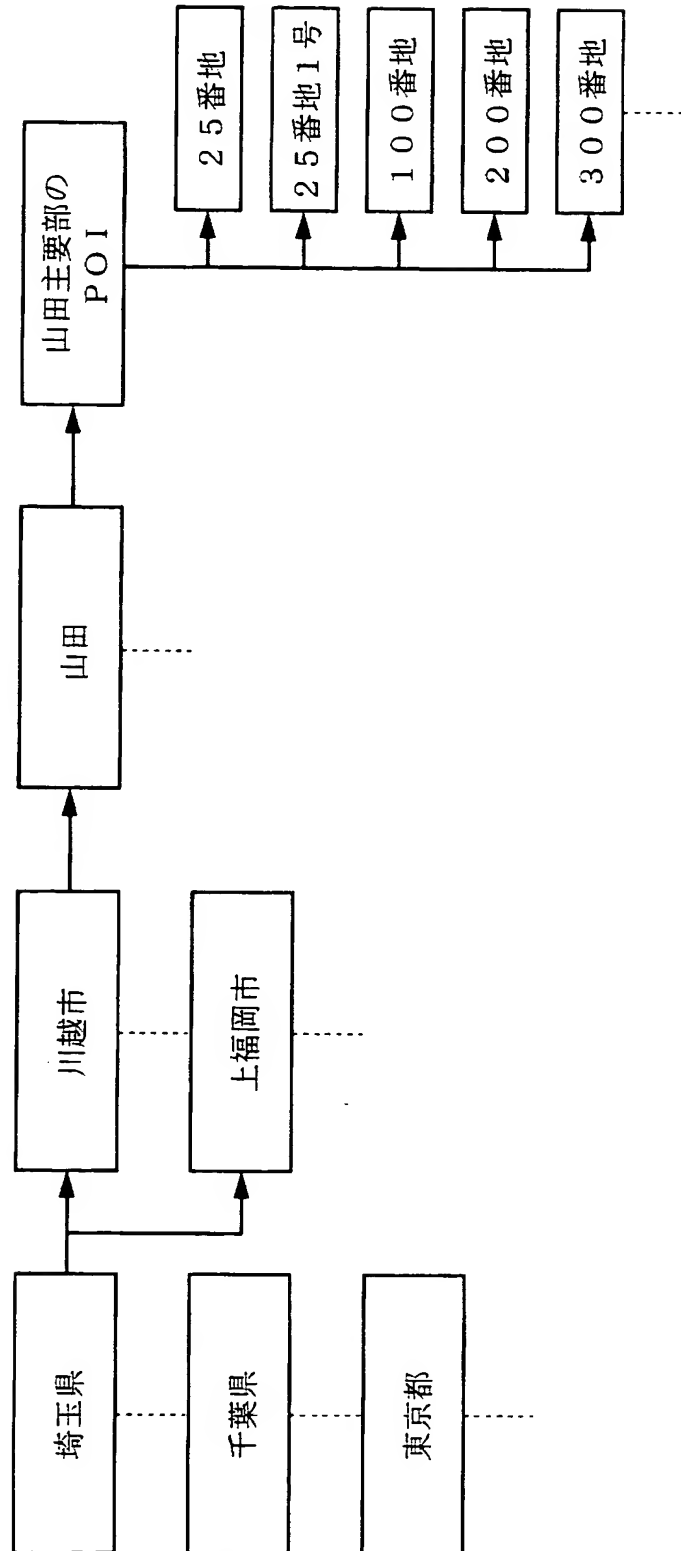 埼玉県
千葉県
東京都
川越市
上福岡市
山田
山田主要部の
ＰＯＩ
２５番地
２５番地１号
１００番地
２００番地
３００番地